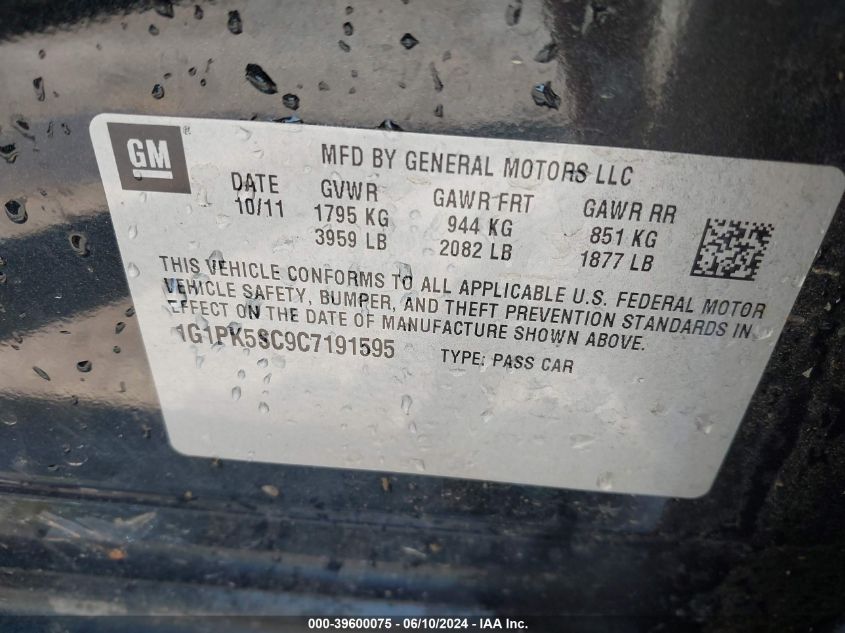 GM ®
MFD BY GENERAL MOTORS LLC
DATE GVWR GAWR FRT GAWR RR
10/11 1795 KG 944 KG 851 KG
3959 LB 2082 LB 1877 LB
THIS VEHICLE CONFORMS TO ALL APPLICABLE U.S. FEDERAL MOTOR
VEHICLE SAFETY, BUMPER, AND THEFT PREVENTION STANDARDS IN
EFFECT ON THE DATE OF MANUFACTURE SHOWN ABOVE.
1G1PK5SC9C7191595 TYPE: PASS CAR
000-39600075 - 06/10/2024 - IAA Inc.